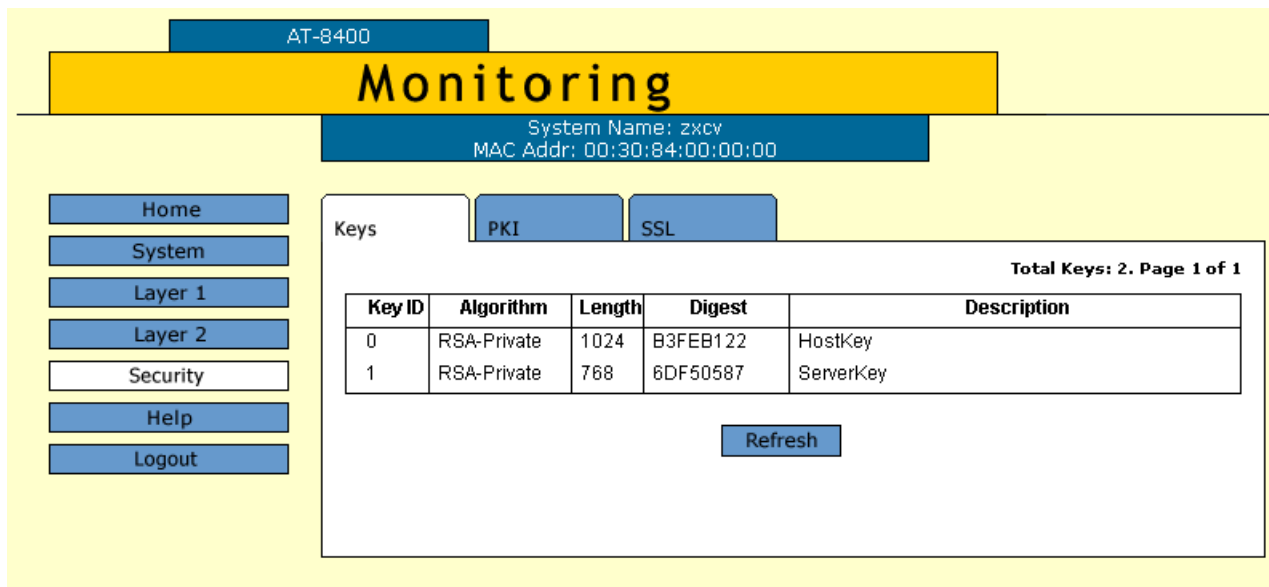 AT-8400
Monitoring
System Name: zxcv
MAC Addr: 00:30:84:00:00:00
Home
System
Layer 1
Layer 2
Security
Help
Logout
Keys PKI SSL
Total Keys: 2. Page 1 of 1
Key ID Algorithm Length Digest Description
0 RSA-Private 1024 B3FEB122 HostKey
1 RSA-Private 768 6DF50587 ServerKey
Refresh